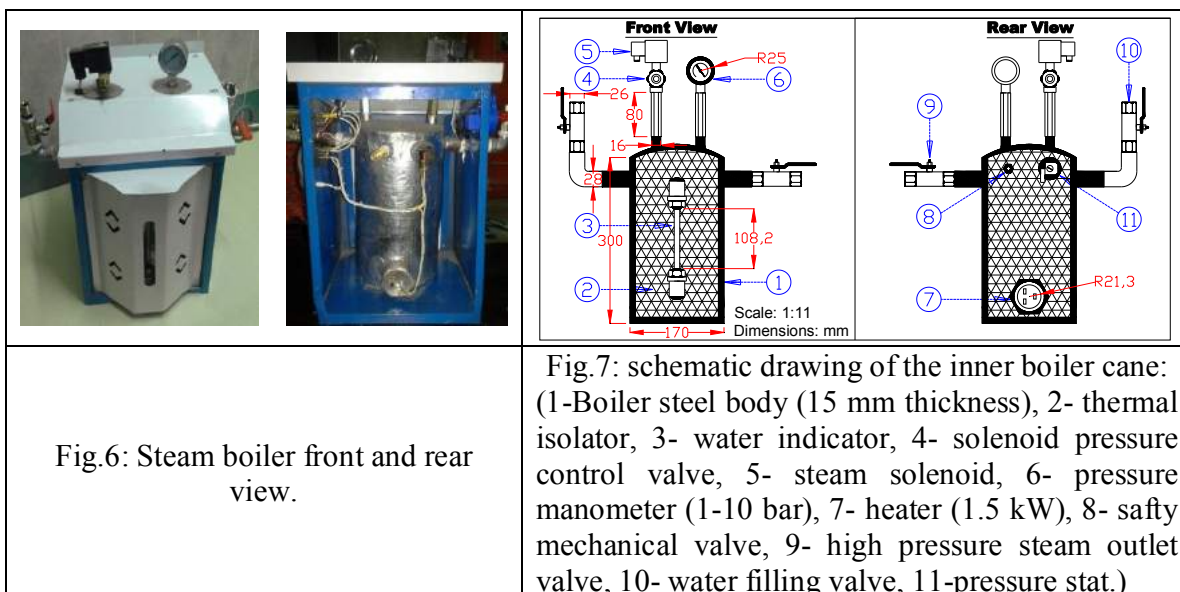 Front View
5
4
R25
6
26
80
16
28
3
300
108,2
2
1
Scale: 1:11
Dimensions: mm
170
Rear View
10
9
8
11
7
R21,3
Fig.6: Steam boiler front and rear
view.
Fig.7: schematic drawing of the inner boiler cane:
(1-Boiler steel body (15 mm thickness), 2- thermal
isolator, 3- water indicator, 4- solenoid pressure
control valve, 5- steam solenoid, 6- pressure
manometer (1-10 bar), 7- heater (1.5 kW), 8- safty
mechanical valve, 9- high pressure steam outlet
valve, 10- water filling valve, 11-pressure stat.)